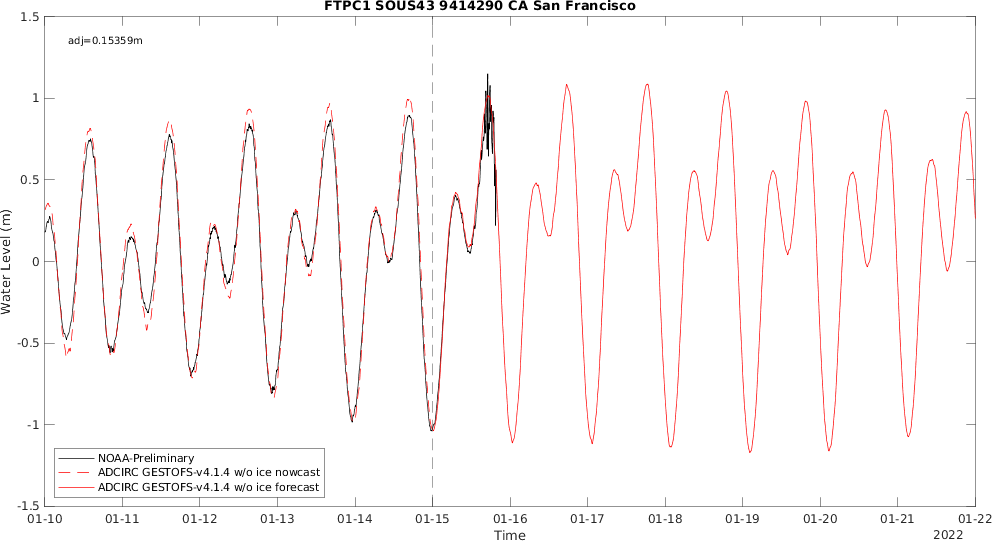 FTPC1 SOUS43 9414290 CA San Francisco
adj=0.15359m
1.5
1
0.5
0
-0.5
-1
-1.5
Water Level (m)
NOAA-Preliminary
ADCIRC GESTOFS-v4.1.4 w/o ice nowcast
ADCIRC GESTOFS-v4.1.4 w/o ice forecast
01-10 01-11 01-12 01-13 01-14 01-15 01-16 01-17 01-18 01-19 01-20 01-21 01-22
Time
2022